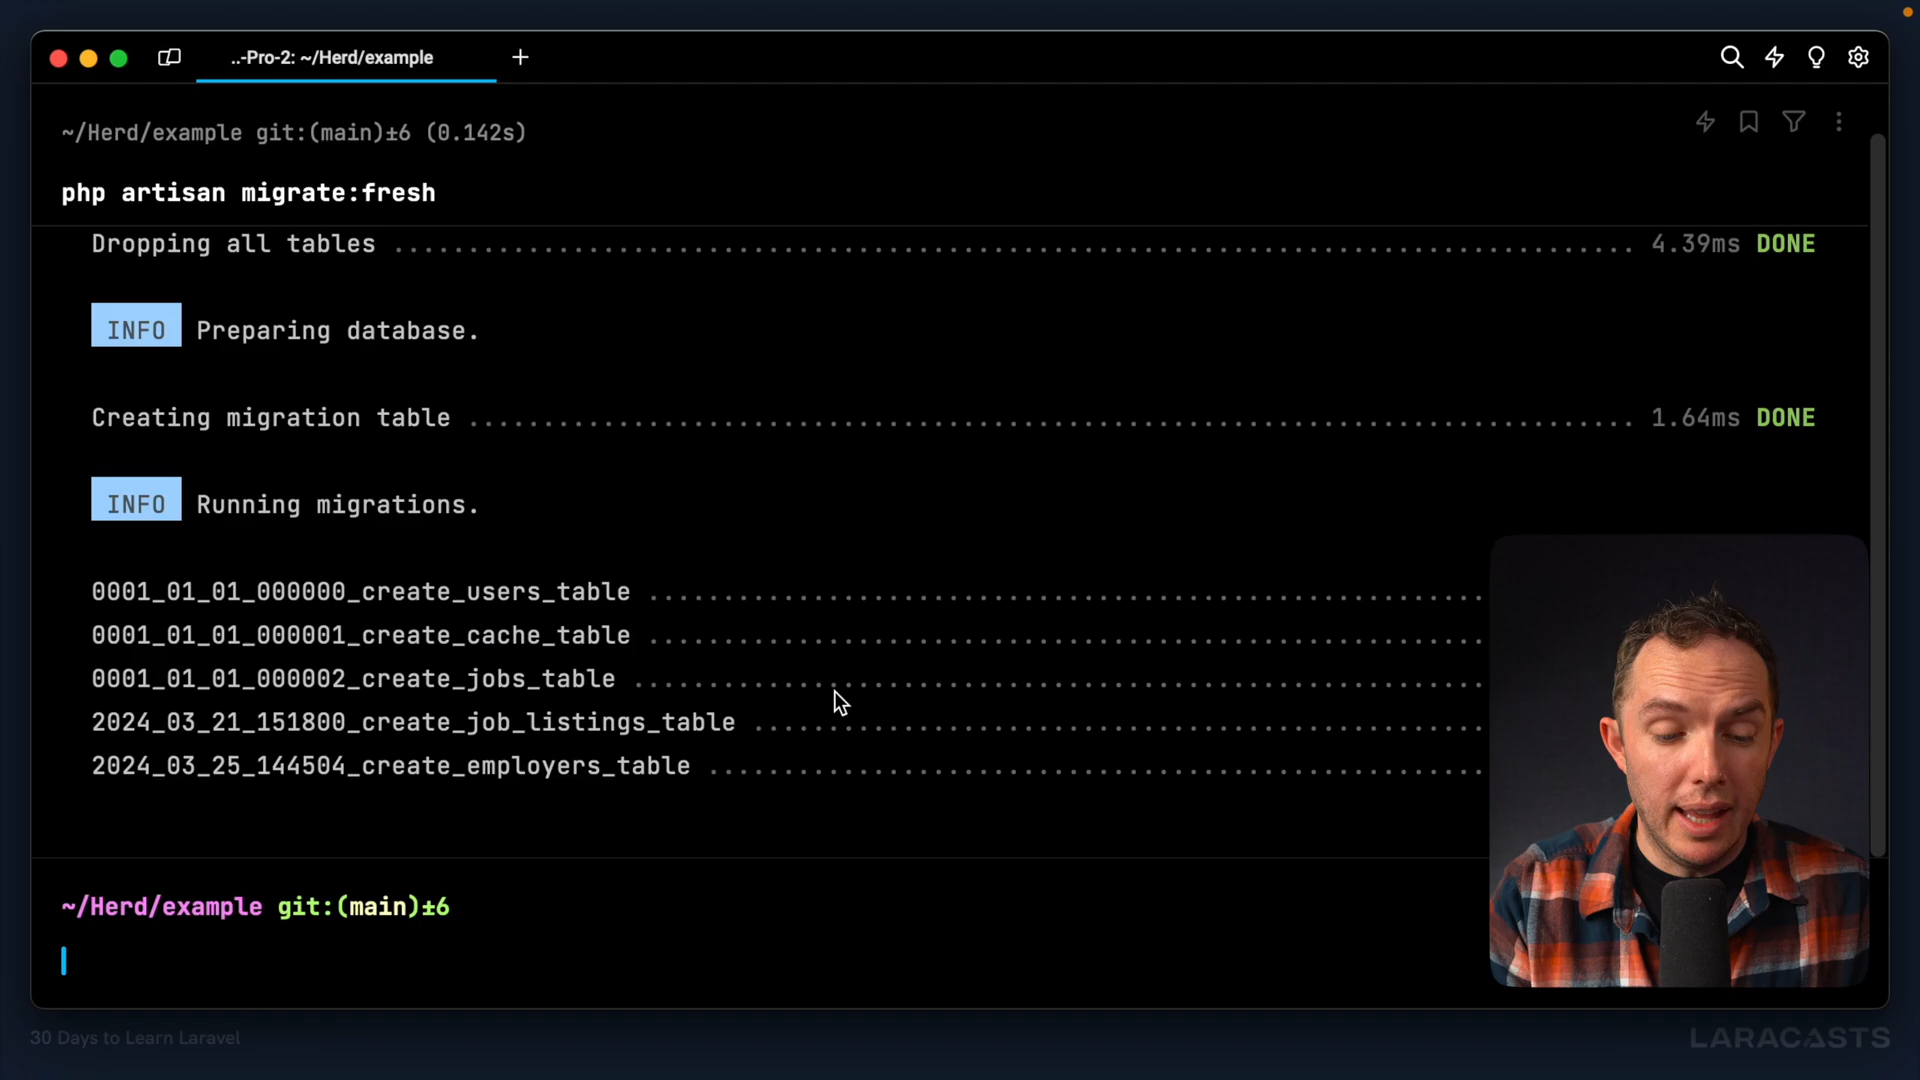 ..-Pro-2: ~/Herd/example
~/Herd/example git:(main)±6 (0.142s)
php artisan migrate:fresh
Dropping all tables ........ 4.39ms DONE
INFO Preparing database.
Creating migration table ........ 1.64ms DONE
INFO Running migrations.
0001_01_01_000000_create_users_table ........
0001_01_01_000001_create_cache_table ........
0001_01_01_000002_create_jobs_table ........
2024_03_21_151800_create_job_listings_table ........
2024_03_25_144504_create_employers_table ........
~/Herd/example git:(main)±6
30 Days to Learn Laravel
LARACASTS